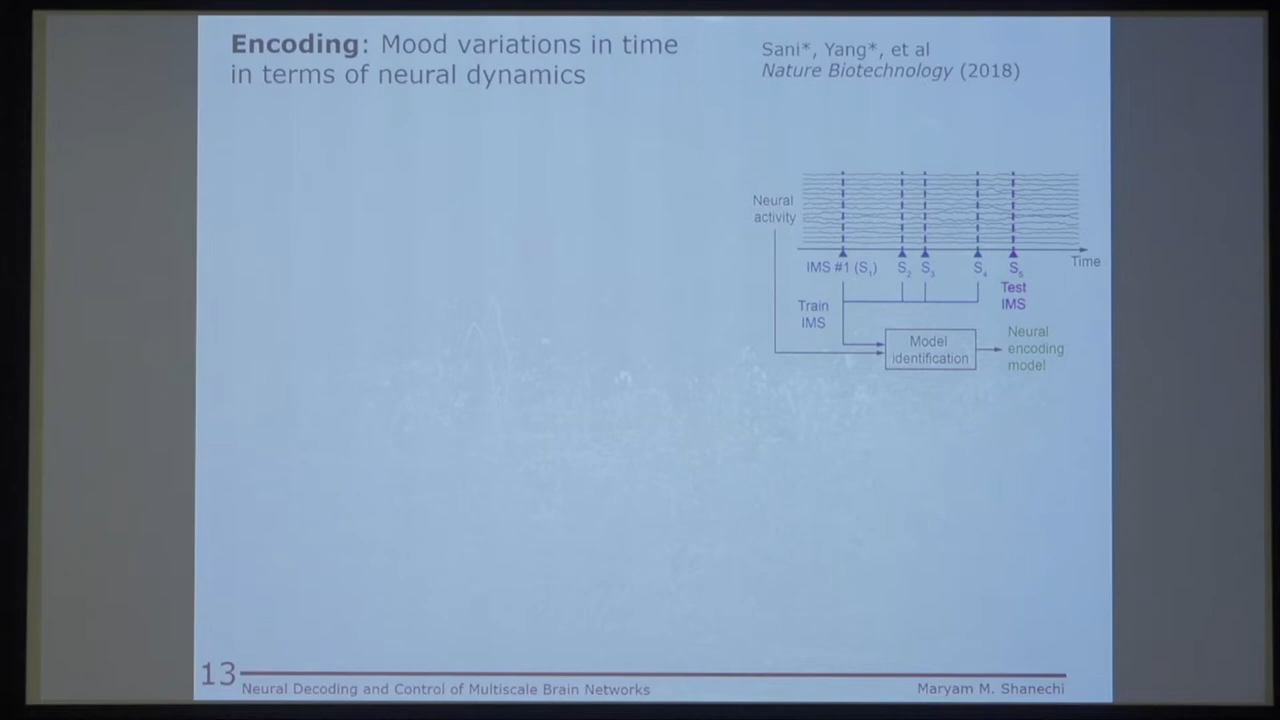 Encoding: Mood variations in time
in terms of neural dynamics
Sani*, Yang*, et al
Nature Biotechnology (2018)
Neural
activity
Time
IMS #1 (S₁)
S₂
S₃
S₄
S₅
Test
IMS
Train
IMS
Model
identification
Neural
encoding
model
13
Neural Decoding and Control of Multiscale Brain Networks
Maryam M. Shanechi